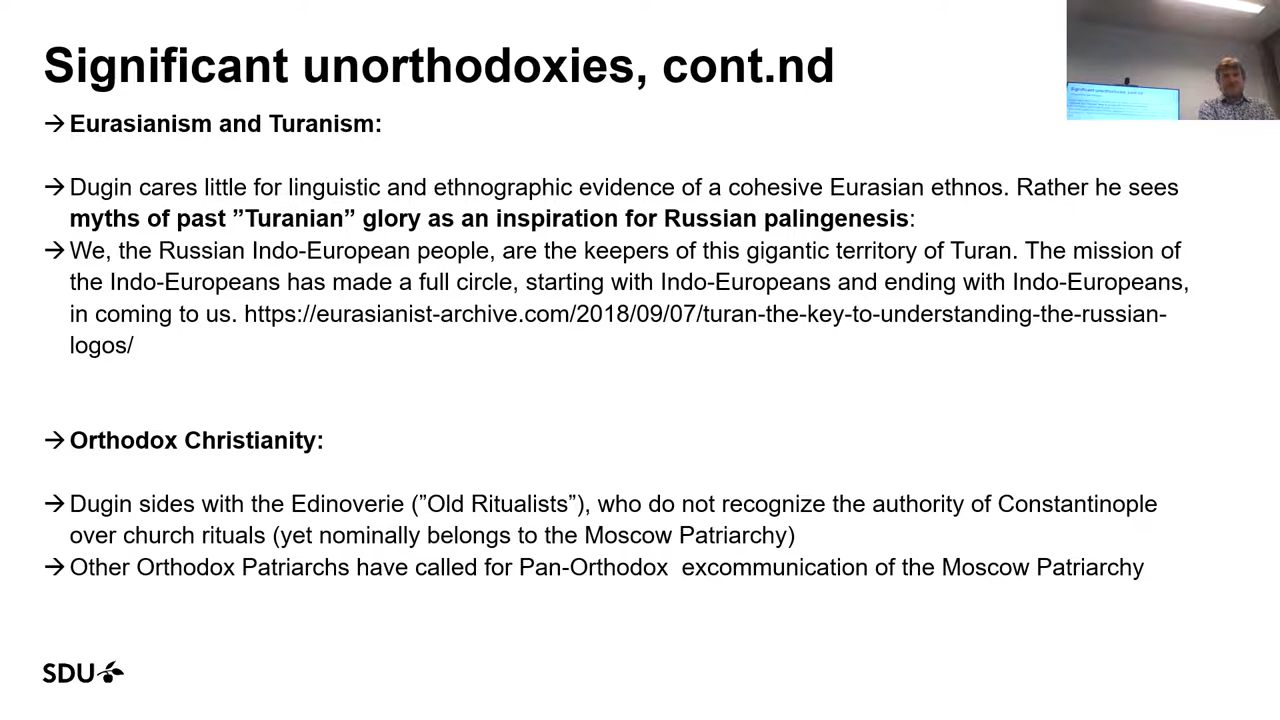 Significant unorthodoxies, cont.nd
→ Eurasianism and Turanism:
→ Dugin cares little for linguistic and ethnographic evidence of a cohesive Eurasian ethnos. Rather he sees
myths of past ”Turanian” glory as an inspiration for Russian palingenesis:
→ We, the Russian Indo-European people, are the keepers of this gigantic territory of Turan. The mission of
the Indo-Europeans has made a full circle, starting with Indo-Europeans and ending with Indo-Europeans,
in coming to us. https://eurasianist-archive.com/2018/09/07/turan-the-key-to-understanding-the-russian-
logos/
→ Orthodox Christianity:
→ Dugin sides with the Edinoverie (”Old Ritualists”), who do not recognize the authority of Constantinople
over church rituals (yet nominally belongs to the Moscow Patriarchy)
→ Other Orthodox Patriarchs have called for Pan-Orthodox  excommunication of the Moscow Patriarchy
SDU
Significant unorthodoxies, cont.nd